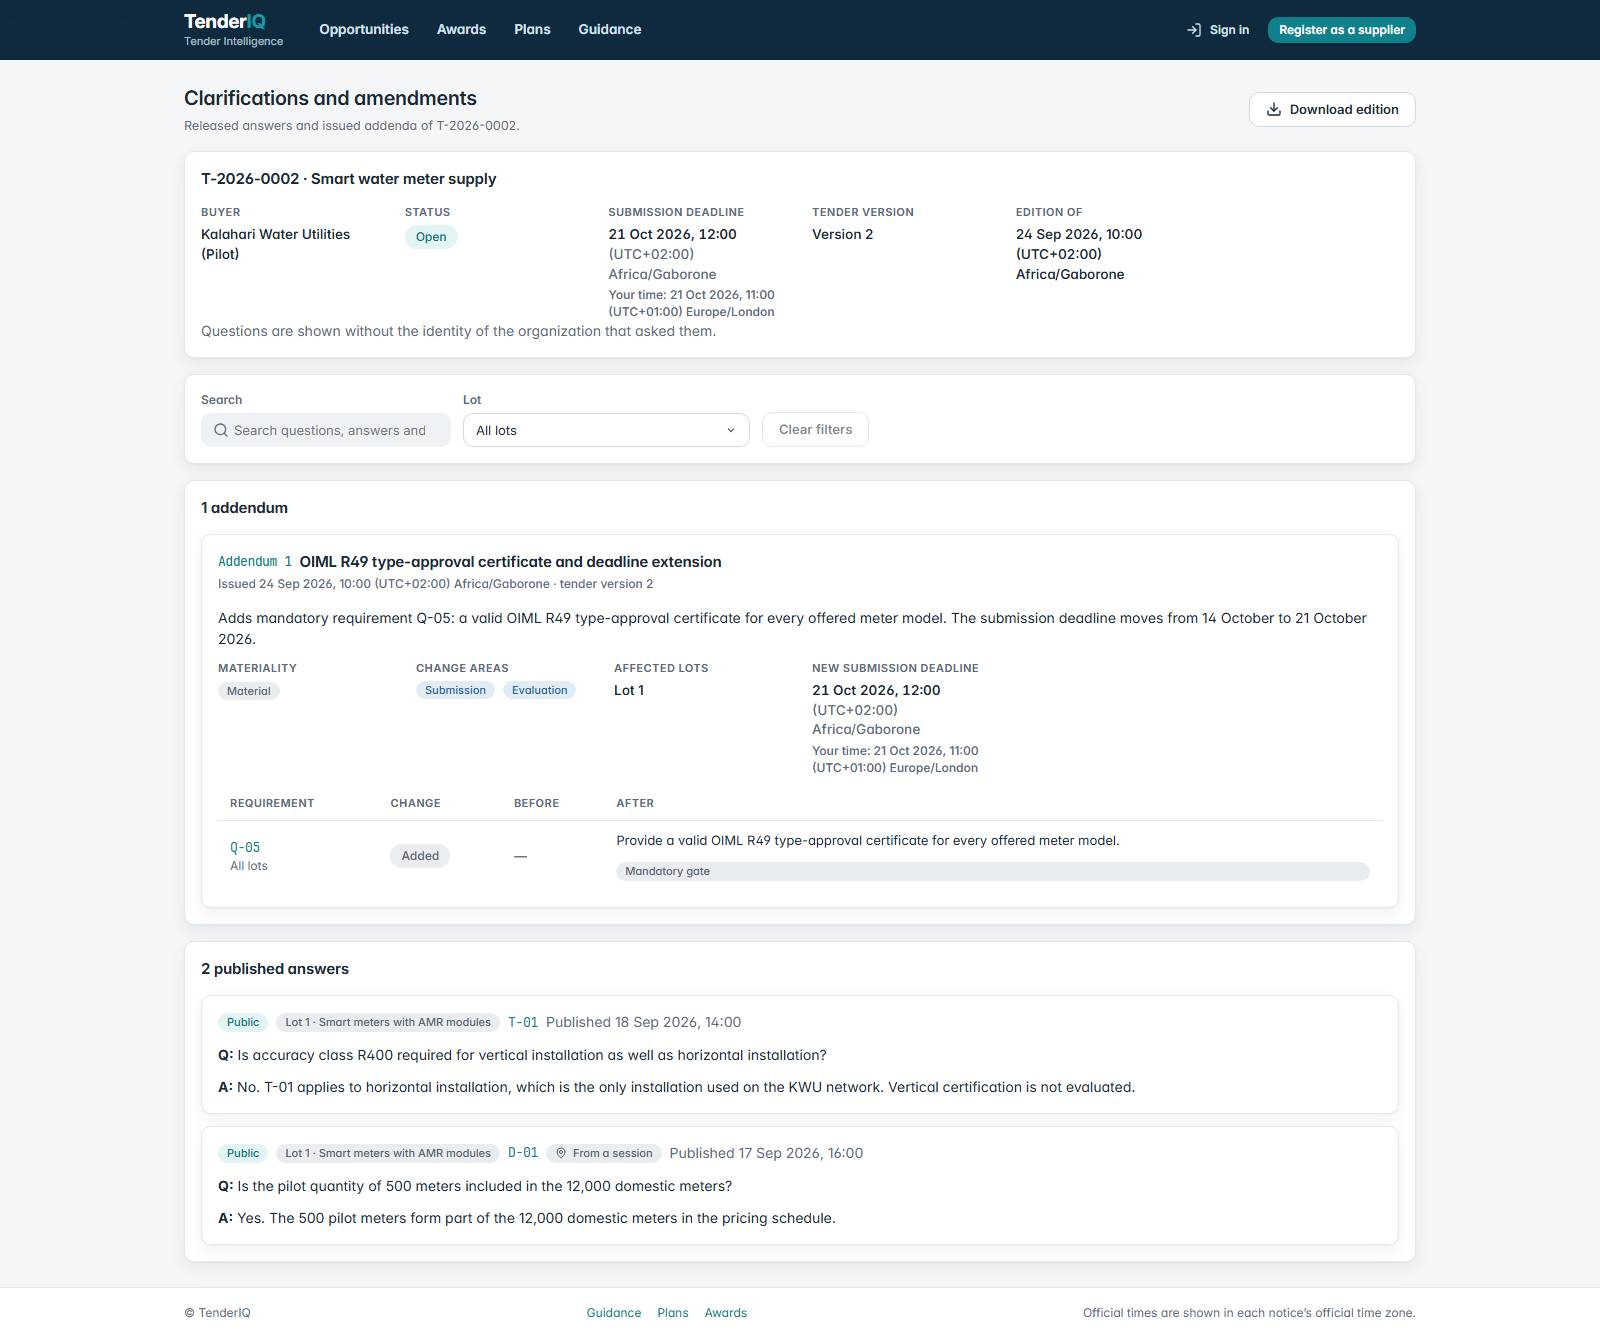 TenderIQ
Tender Intelligence
Opportunities
Awards
Plans
Guidance
Sign in
Register as a supplier
Clarifications and amendments
Released answers and issued addenda of T-2026-0002.
Download edition
T-2026-0002 · Smart water meter supply
BUYER
Kalahari Water Utilities
(Pilot)
STATUS
Open
SUBMISSION DEADLINE
21 Oct 2026, 12:00
(UTC+02:00)
Africa/Gaborone
Your time: 21 Oct 2026, 11:00
(UTC+01:00) Europe/London
TENDER VERSION
Version 2
EDITION OF
24 Sep 2026, 10:00
(UTC+02:00)
Africa/Gaborone
Questions are shown without the identity of the organization that asked them.
Search
Search questions, answers and
Lot
All lots
Clear filters
1 addendum
Addendum 1 OIML R49 type-approval certificate and deadline extension
Issued 24 Sep 2026, 10:00 (UTC+02:00) Africa/Gaborone · tender version 2
Adds mandatory requirement Q-05: a valid OIML R49 type-approval certificate for every offered meter model. The submission deadline moves from 14 October to 21 October
2026.
MATERIALITY
Material
CHANGE AREAS
Submission
Evaluation
AFFECTED LOTS
Lot 1
NEW SUBMISSION DEADLINE
21 Oct 2026, 12:00
(UTC+02:00)
Africa/Gaborone
Your time: 21 Oct 2026, 11:00
(UTC+01:00) Europe/London
REQUIREMENT CHANGE BEFORE AFTER
Q-05
All lots
Added
—
Provide a valid OIML R49 type-approval certificate for every offered meter model.
Mandatory gate
2 published answers
Public Lot 1 · Smart meters with AMR modules T-01 Published 18 Sep 2026, 14:00
Q: Is accuracy class R400 required for vertical installation as well as horizontal installation?
A: No. T-01 applies to horizontal installation, which is the only installation used on the KWU network. Vertical certification is not evaluated.
Public Lot 1 · Smart meters with AMR modules D-01 From a session Published 17 Sep 2026, 16:00
Q: Is the pilot quantity of 500 meters included in the 12,000 domestic meters?
A: Yes. The 500 pilot meters form part of the 12,000 domestic meters in the pricing schedule.
© TenderIQ
Guidance
Plans
Awards
Official times are shown in each notice’s official time zone.